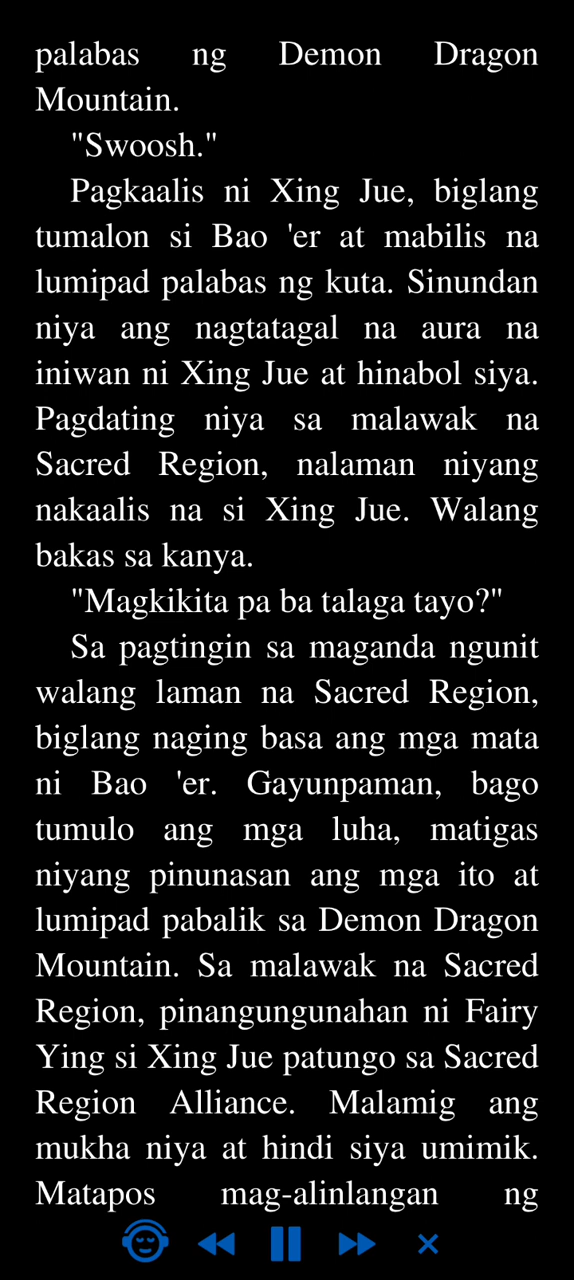 palabas ng Demon Dragon
Mountain.
"Swoosh."
Pagkaalis ni Xing Jue, biglang
tumalon si Bao 'er at mabilis na
lumipad palabas ng kuta. Sinundan
niya ang nagtatagal na aura na
iniwan ni Xing Jue at hinabol siya.
Pagdating niya sa malawak na
Sacred Region, nalaman niyang
nakaalis na si Xing Jue. Walang
bakas sa kanya.
"Magkikita pa ba talaga tayo?"
Sa pagtingin sa maganda ngunit
walang laman na Sacred Region,
biglang naging basa ang mga mata
ni Bao 'er. Gayunpaman, bago
tumulo ang mga luha, matigas
niyang pinunasan ang mga ito at
lumipad pabalik sa Demon Dragon
Mountain. Sa malawak na Sacred
Region, pinangungunahan ni Fairy
Ying si Xing Jue patungo sa Sacred
Region Alliance. Malamig ang
mukha niya at hindi siya umimik.
Matapos mag-alinlangan ng